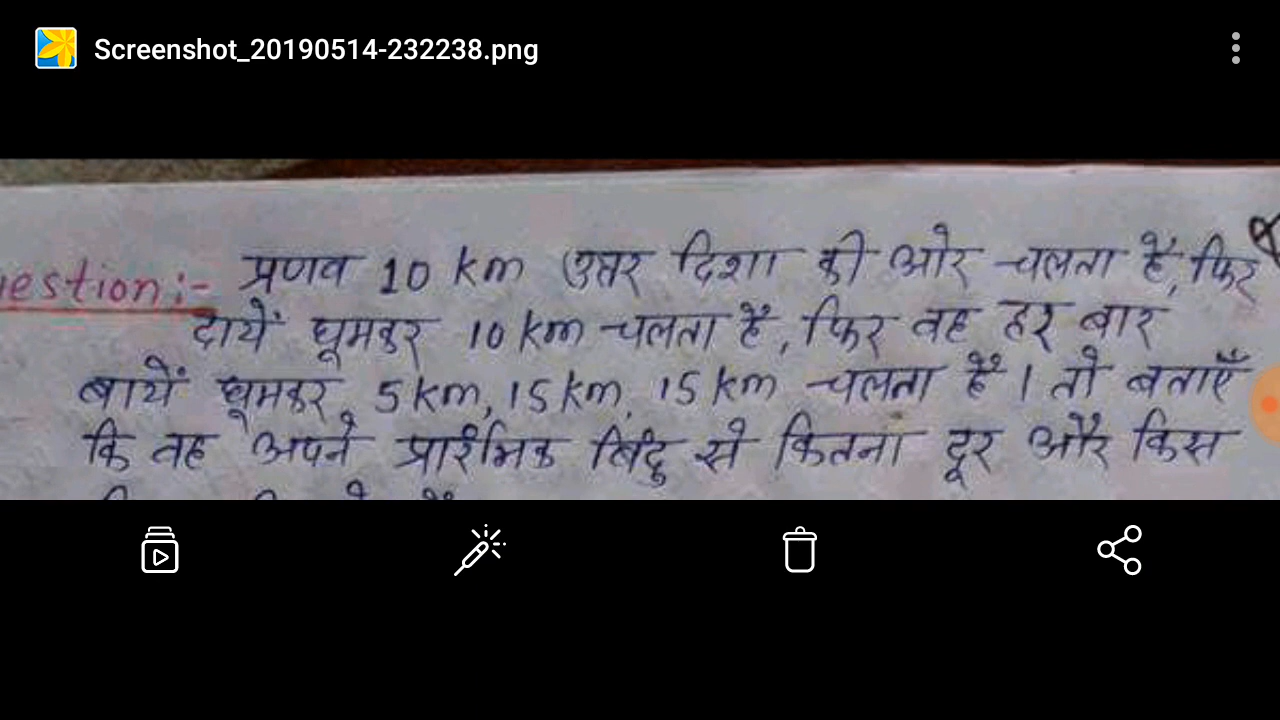 Screenshot_20190514-232238.png
uestion:- प्रणव 10 km उत्तर दिशा की ओर चलता है, फिर
दायें घूमकर 10 km चलता है, फिर वह हर बार
बायें घूमकर 5 km, 15 km, 15 km चलता है । तो बताएँ
कि वह अपने प्रारंभिक बिंदु से कितना दूर और किस